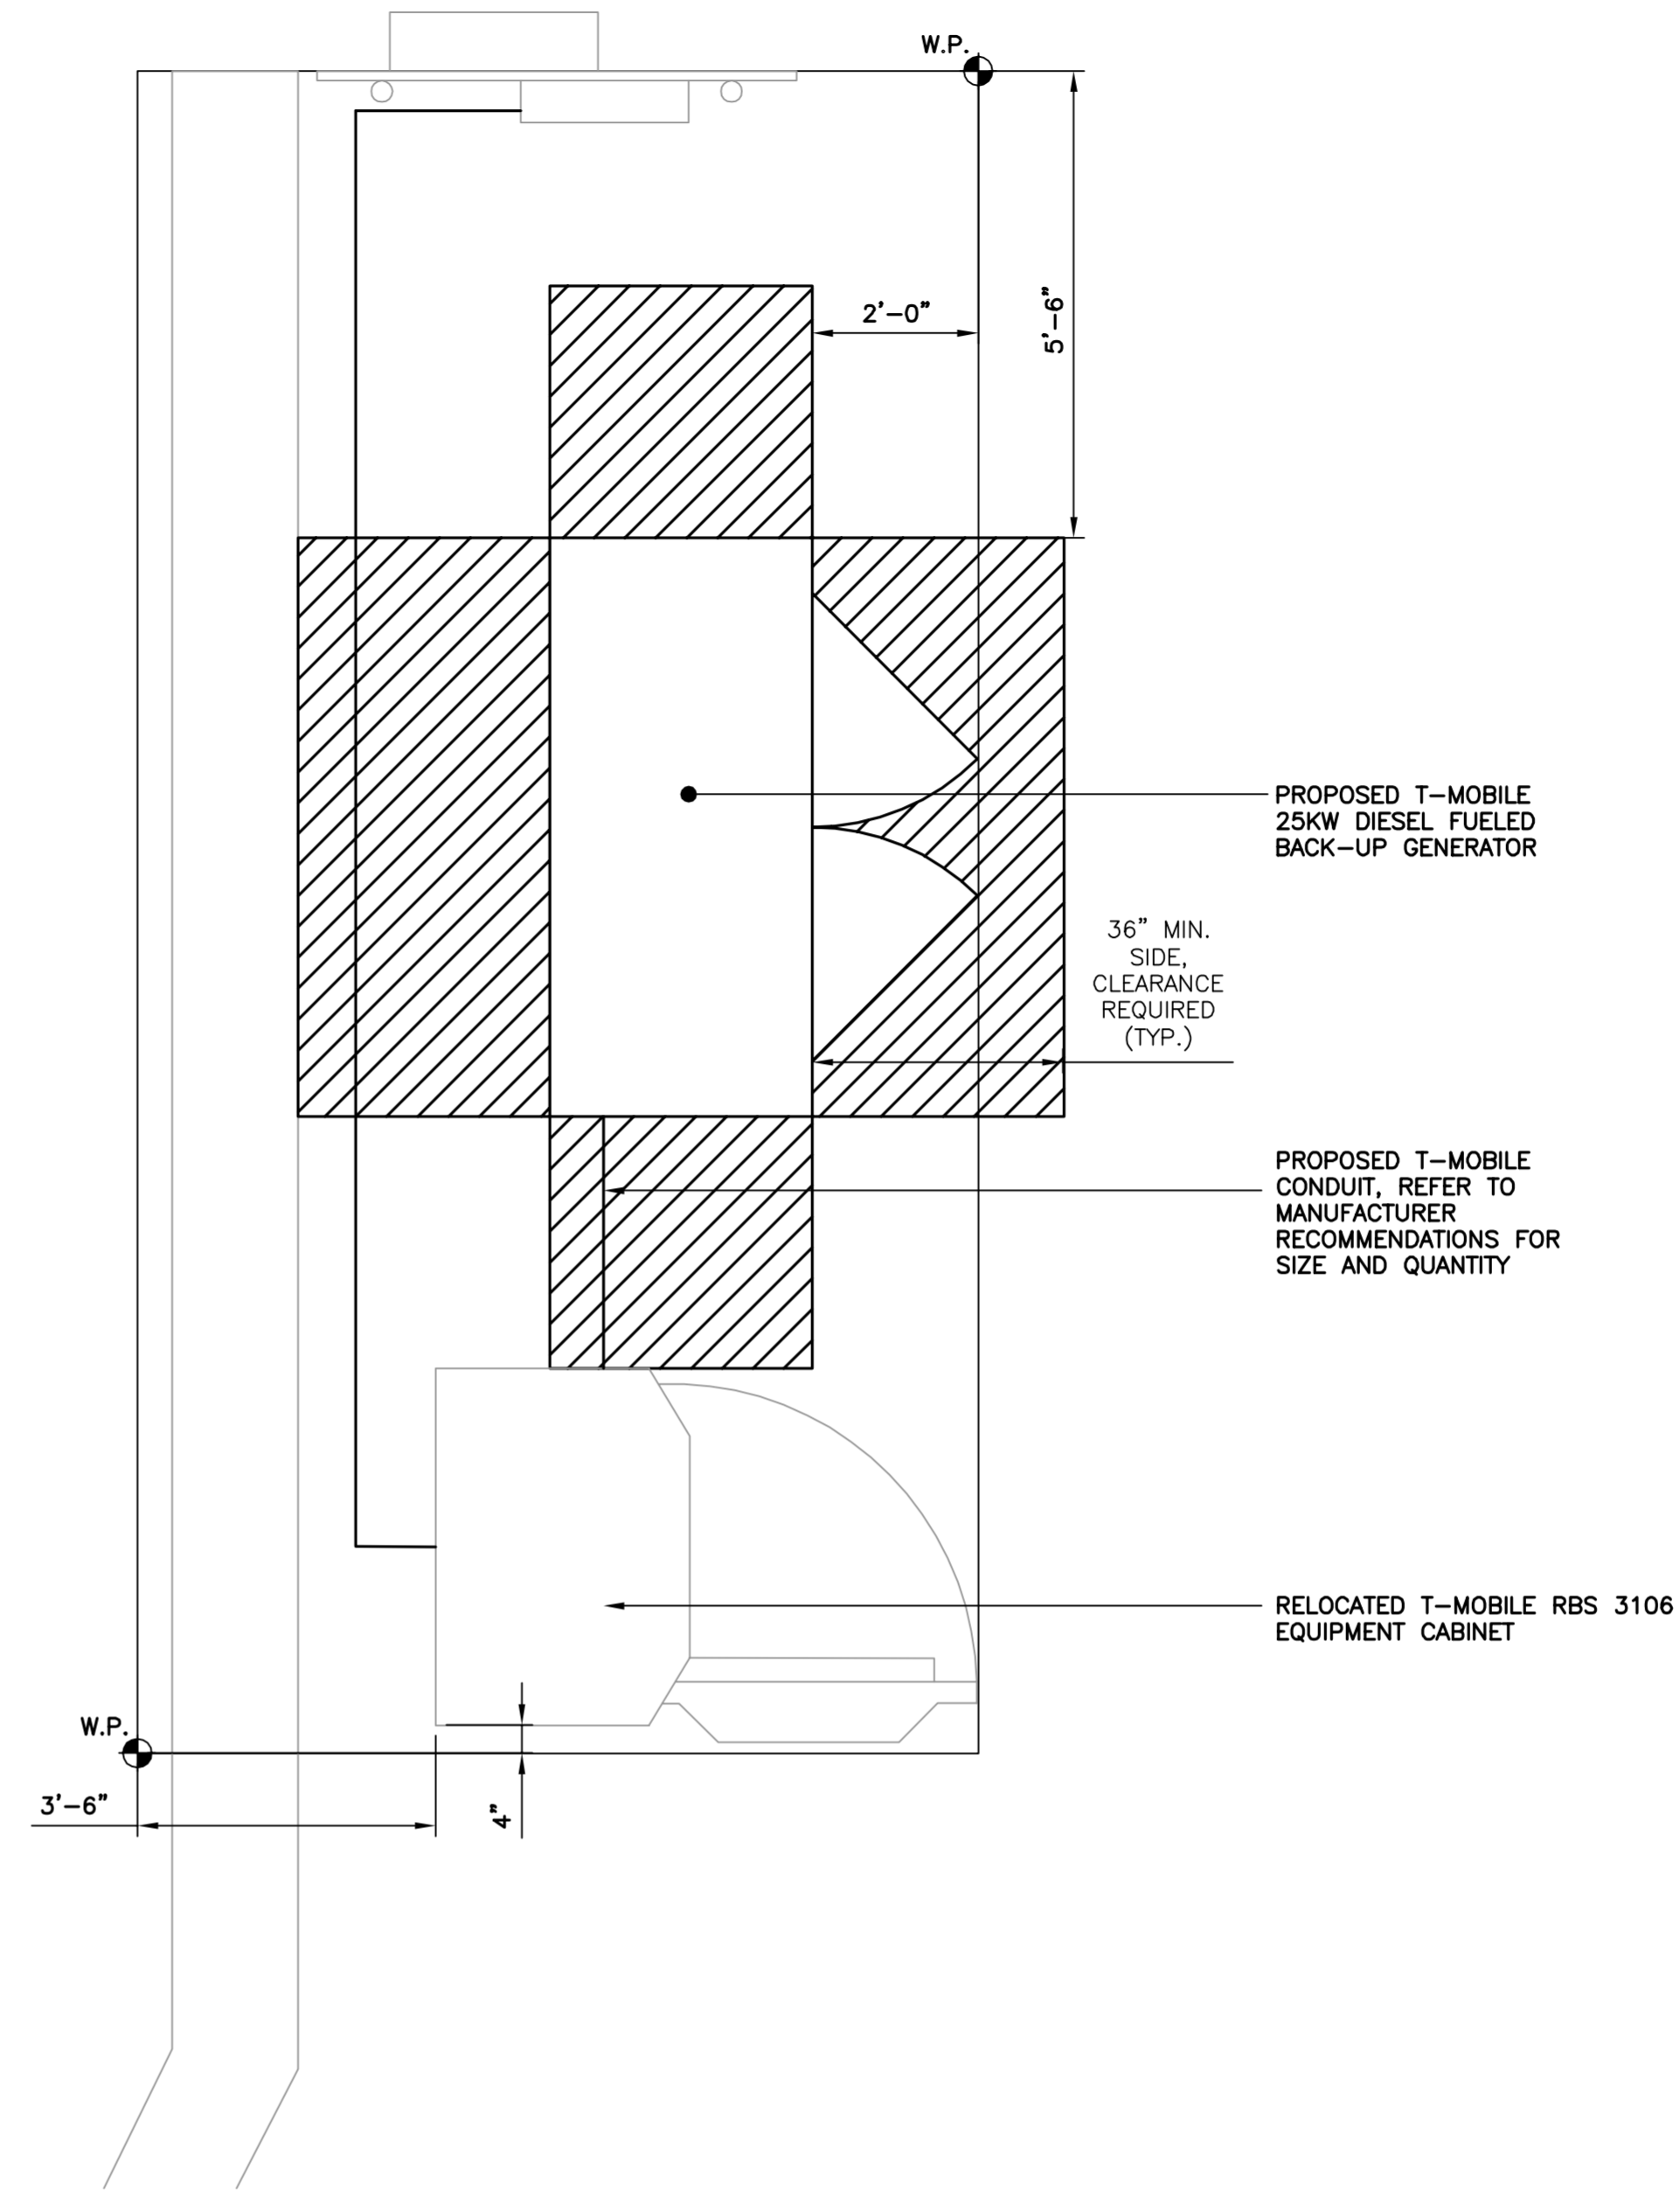 W.P.
2'-0"
5'-6"
PROPOSED T-MOBILE
25KW DIESEL FUELED
BACK-UP GENERATOR
36" MIN.
SIDE,
CLEARANCE
REQUIRED
(TYP.)
PROPOSED T-MOBILE
CONDUIT, REFER TO
MANUFACTURER
RECOMMENDATIONS FOR
SIZE AND QUANTITY
RELOCATED T-MOBILE RBS 3106
EQUIPMENT CABINET
W.P.
3'-6"
4"